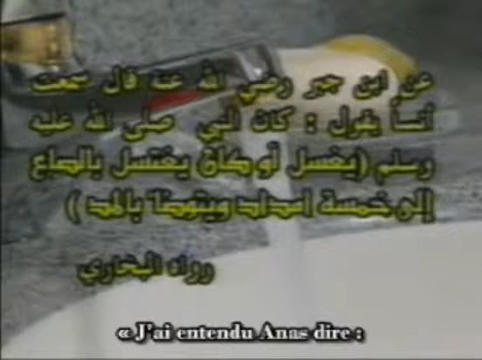 عن ابن جبر رضي الله عنه قال سمعت
أنساً يقول : كان النبي صلى الله عليه
وسلم (يغسل أو كان يغتسل بالصاع
إلى خمسة امداد ويتوضأ بالمد )
رواه البخاري
« J'ai entendu Anas dire :